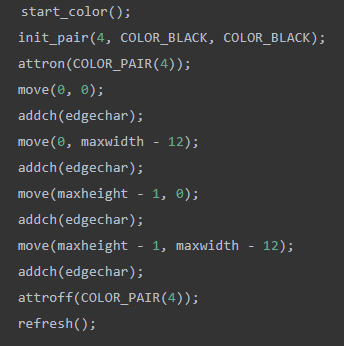 start_color();
init_pair(4, COLOR_BLACK, COLOR_BLACK);
attron(COLOR_PAIR(4));
move(0, 0);
addch(edgechar);
move(0, maxwidth - 12);
addch(edgechar);
move(maxheight - 1, 0);
addch(edgechar);
move(maxheight - 1, maxwidth - 12);
addch(edgechar);
attroff(COLOR_PAIR(4));
refresh();